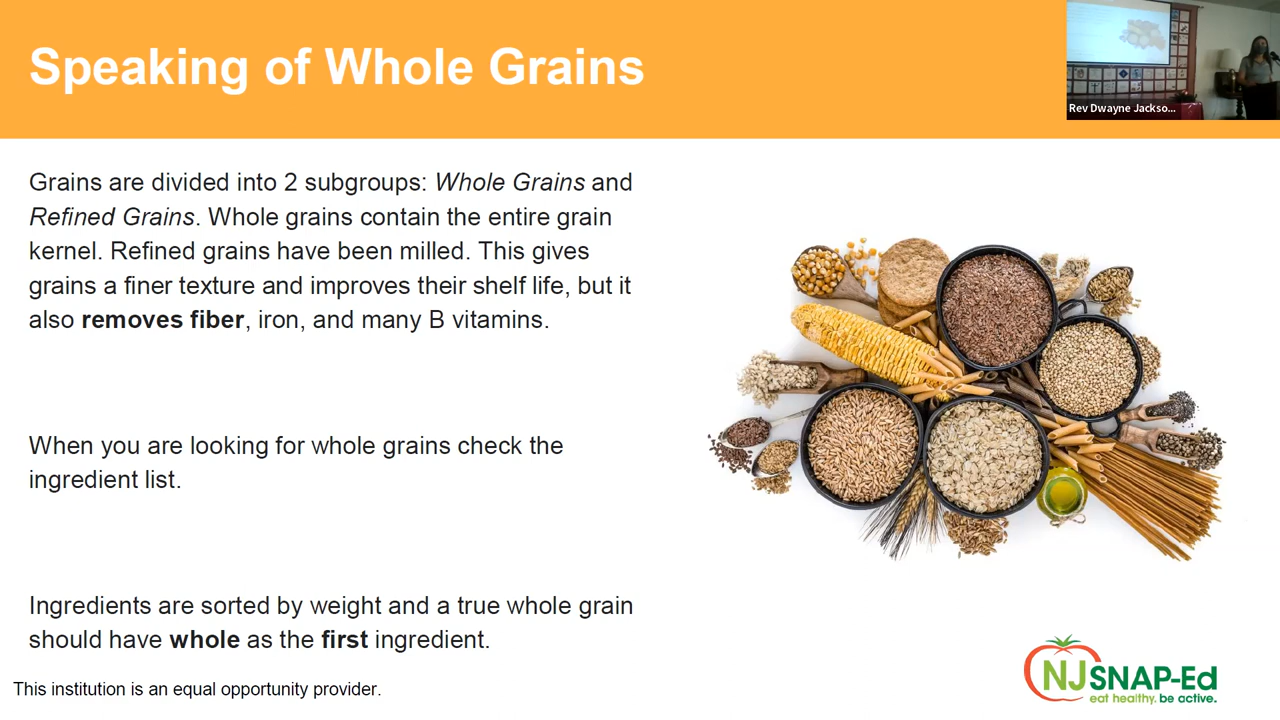 Speaking of Whole Grains
Rev Dwayne Jackso...
Grains are divided into 2 subgroups: Whole Grains and
Refined Grains. Whole grains contain the entire grain
kernel. Refined grains have been milled. This gives
grains a finer texture and improves their shelf life, but it
also removes fiber, iron, and many B vitamins.
When you are looking for whole grains check the
ingredient list.
Ingredients are sorted by weight and a true whole grain
should have whole as the first ingredient.
This institution is an equal opportunity provider.
NJSNAP-Ed
eat healthy. be active.